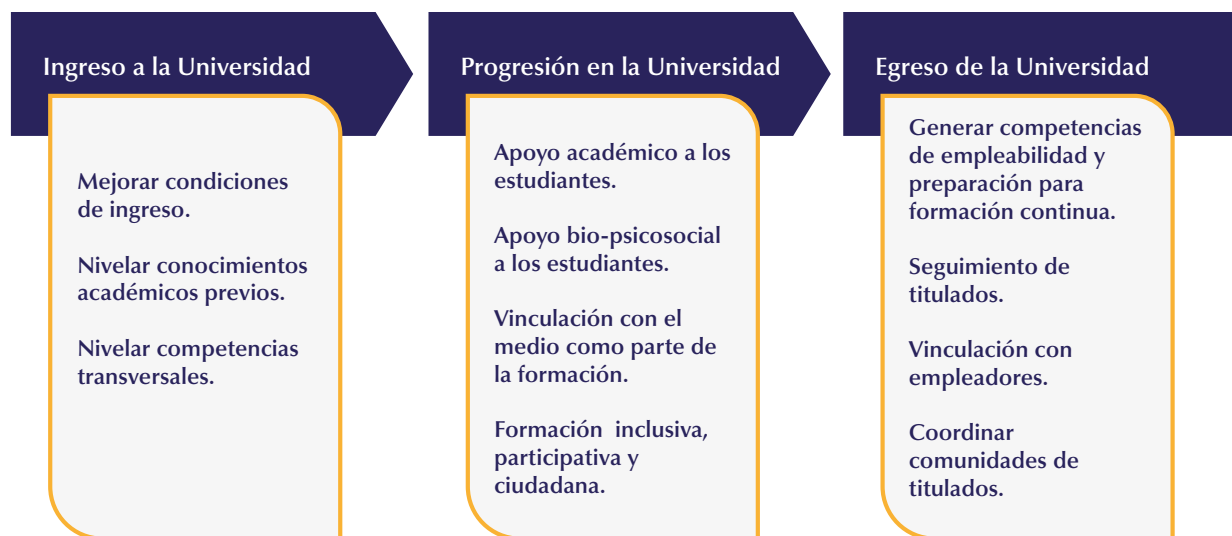 Ingreso a la Universidad
Mejorar condiciones
de ingreso.
Nivelar conocimientos
académicos previos.
Nivelar competencias
transversales.
Progresión en la Universidad
Apoyo académico a los
estudiantes.
Apoyo bio-psicosocial
a los estudiantes.
Vinculación con el
medio como parte de
la formación.
Formación  inclusiva,
participativa y
ciudadana.
Egreso de la Universidad
Generar competencias
de empleabilidad y
preparación para
formación continua.
Seguimiento de
titulados.
Vinculación con
empleadores.
Coordinar
comunidades de
titulados.